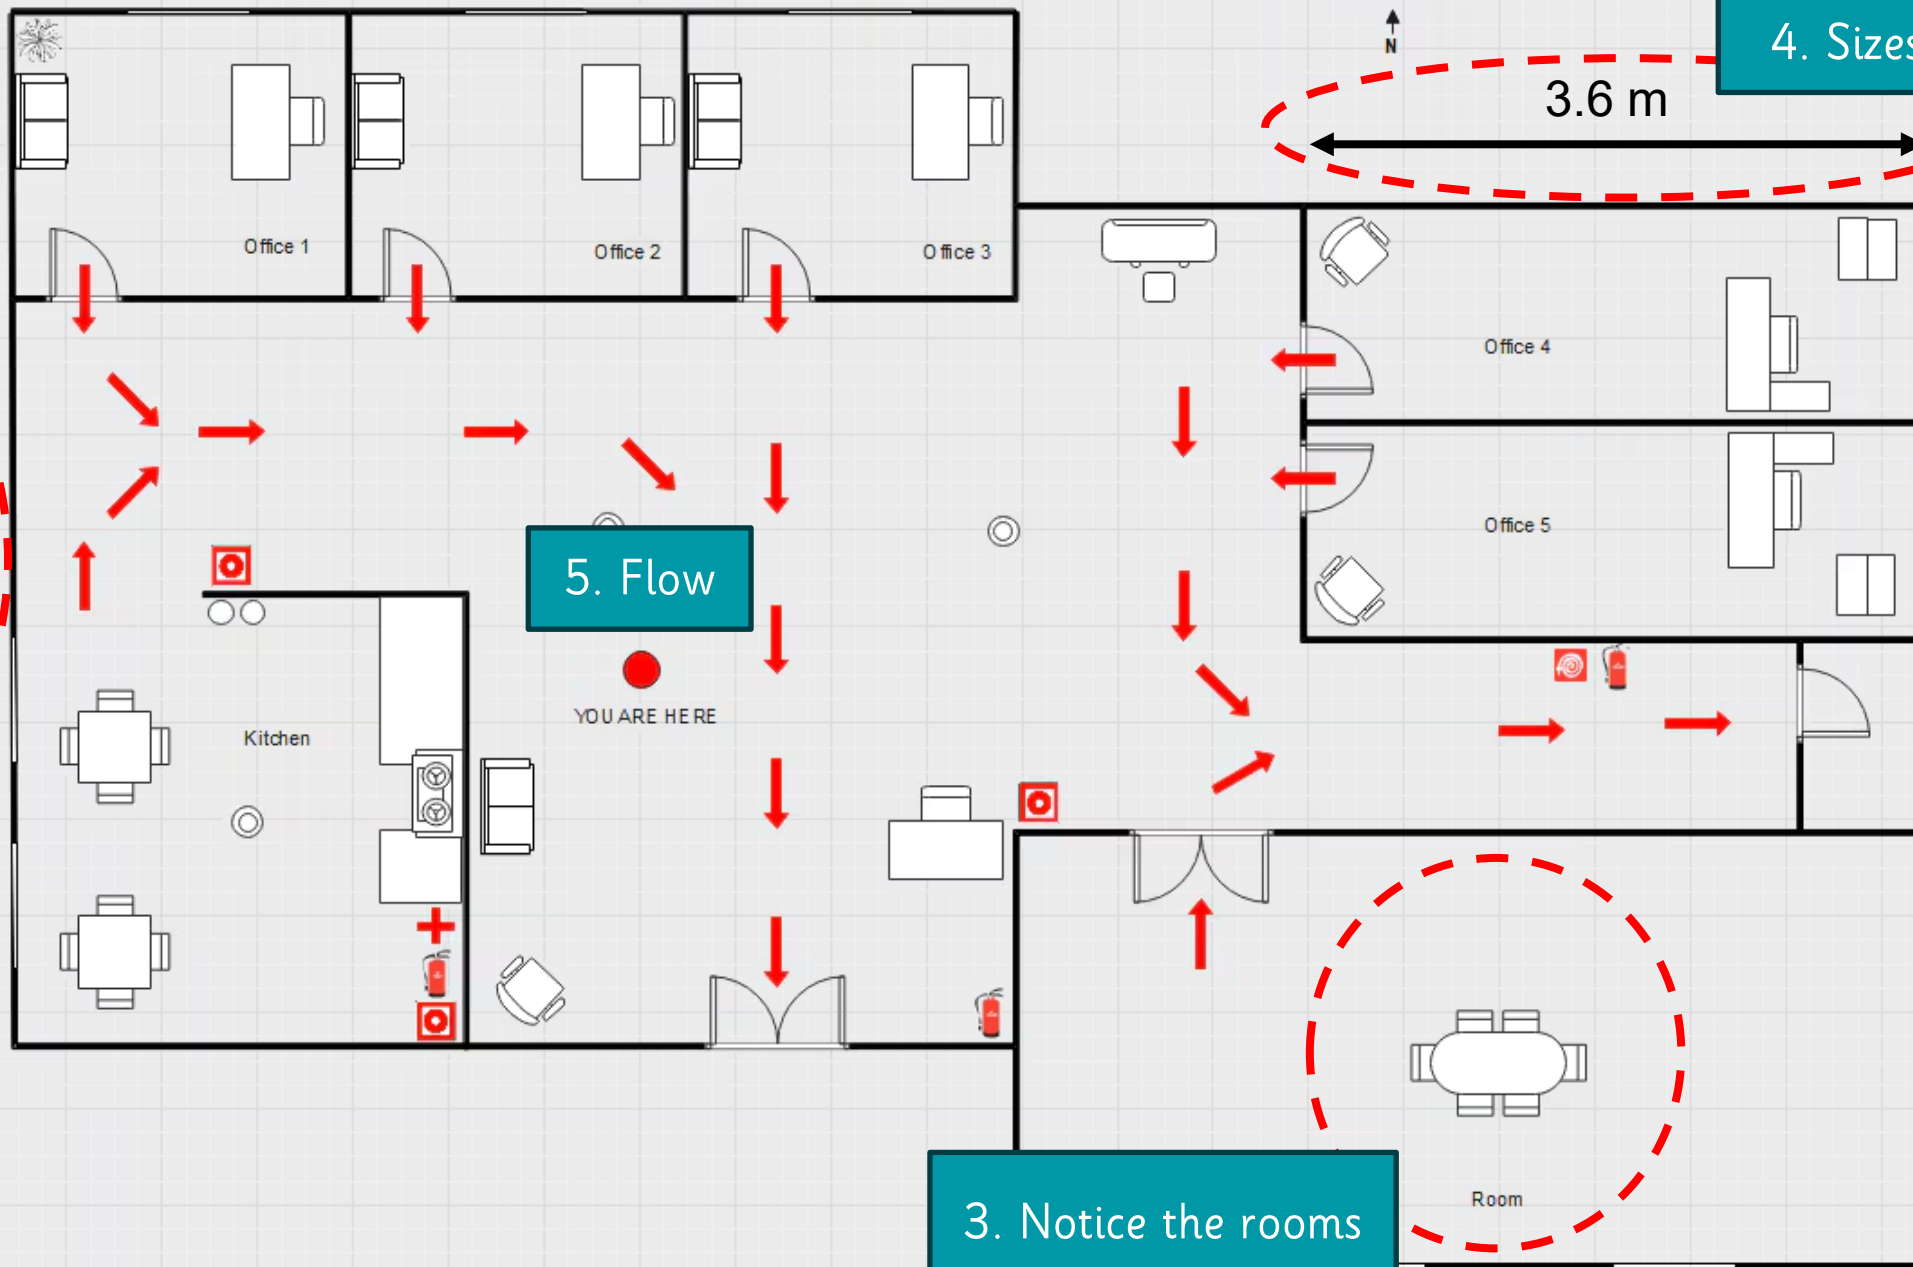 N
4. Sizes
3.6 m
Office 1
Office 2
Office 3
Office 4
Office 5
5. Flow
YOU ARE HERE
Kitchen
Room
3. Notice the rooms